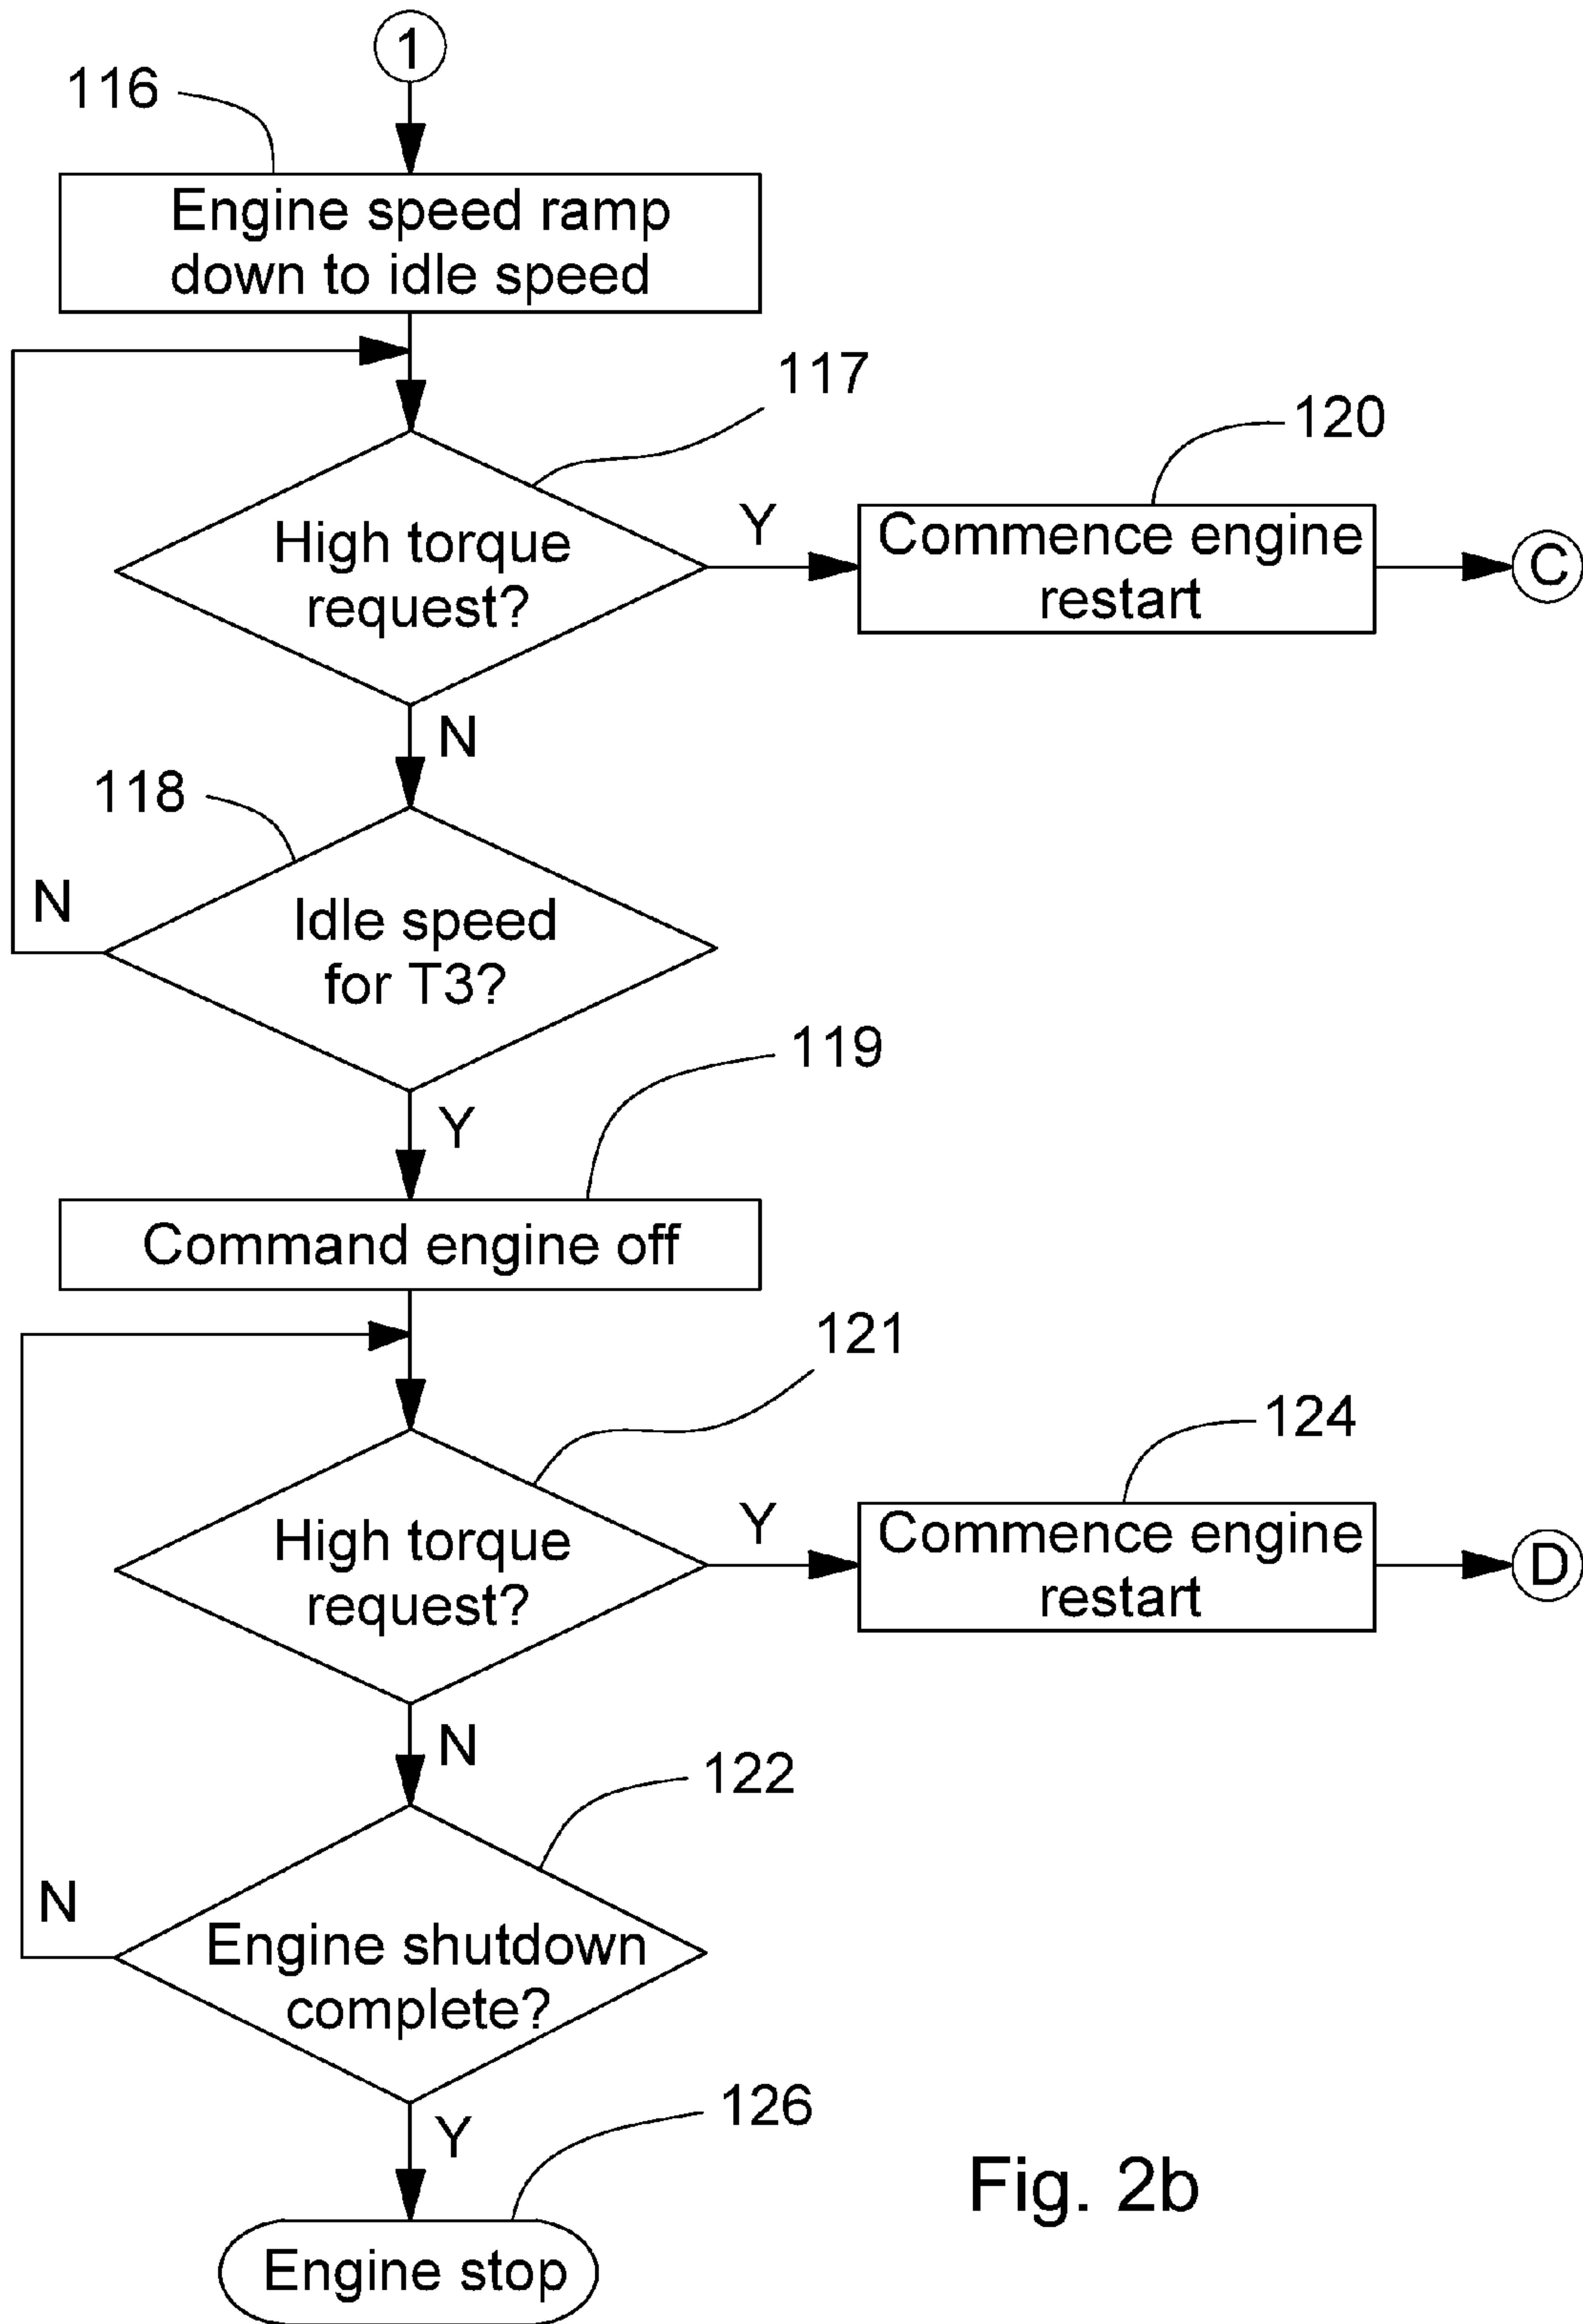 1
116
Engine speed ramp
down to idle speed
117
120
High torque
request?
Y
Commence engine
restart
C
N
118
N
Idle speed
for T3?
119
Y
Command engine off
121
124
High torque
request?
Y
Commence engine
restart
D
N
122
N
Engine shutdown
complete?
126
Y
Fig. 2b
Engine stop